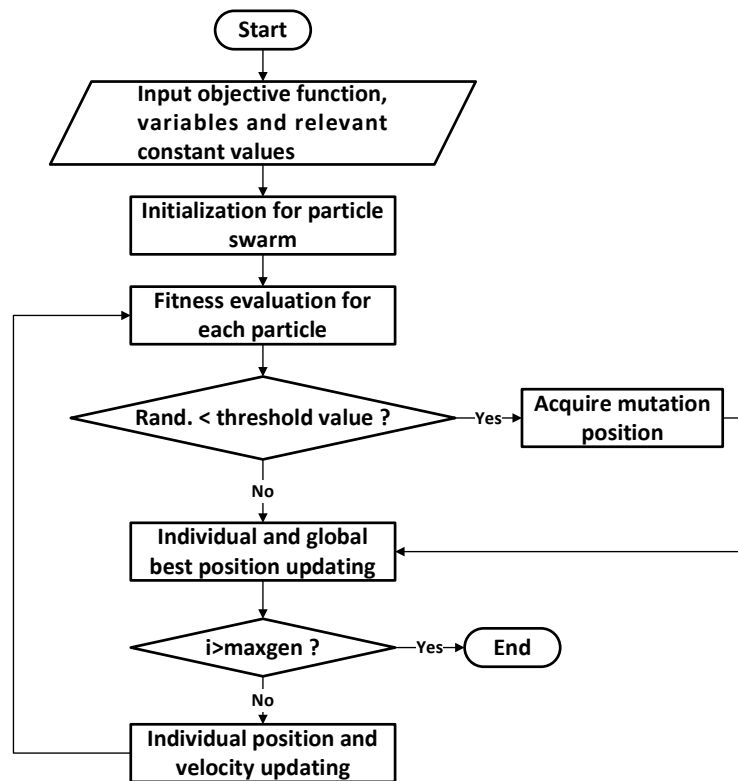 Start
Input objective function,
variables and relevant
constant values
Initialization for particle
swarm
Fitness evaluation for
each particle
Rand. < threshold value ?
Yes
Acquire mutation
position
No
Individual and global
best position updating
i>maxgen ?
Yes
End
No
Individual position and
velocity updating